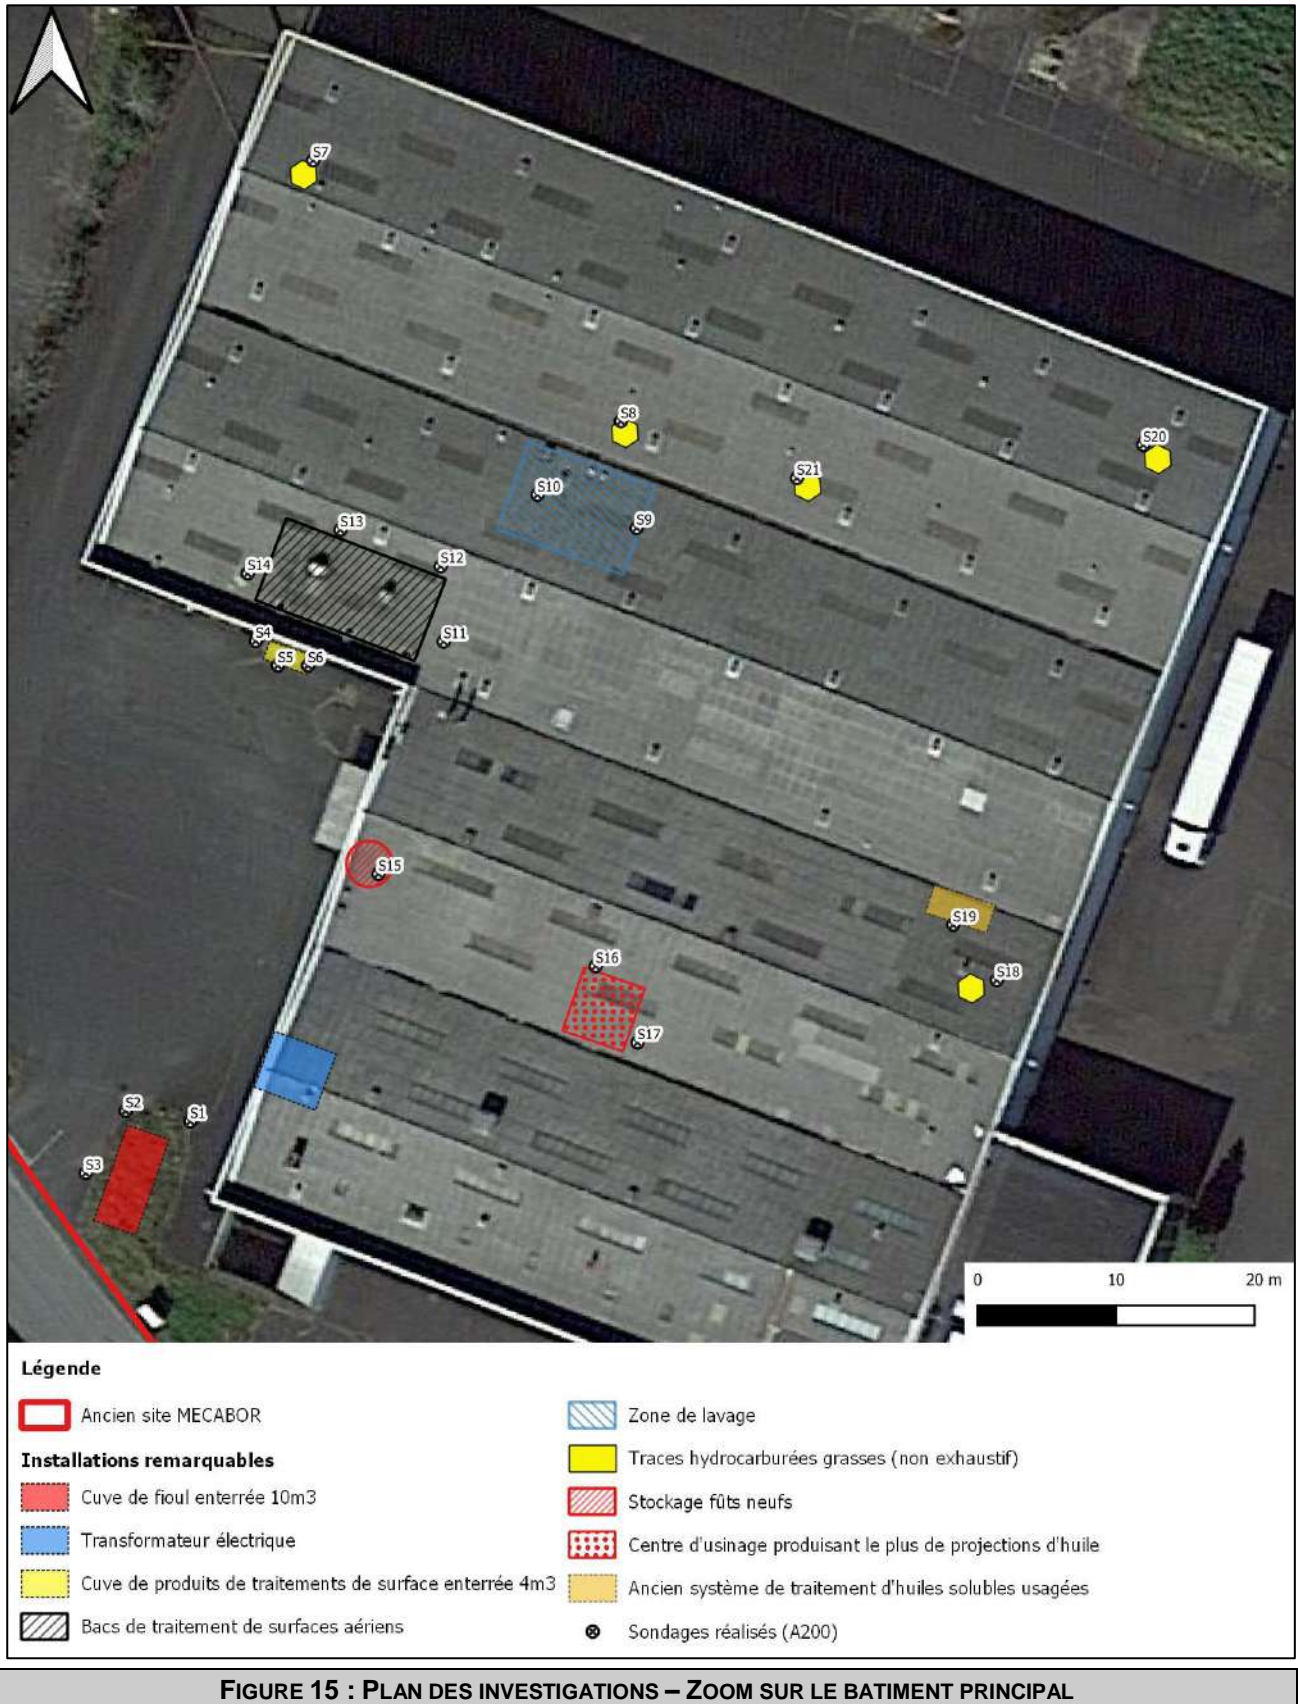 S7
S8
S20
S21
S10
S9
S13
S12
S14
S4
S11
S5
S6
S15
S19
S16
S18
S17
S2
S1
S3
0 10 20 m
Légende
Ancien site MECABOR
Installations remarquables
Cuve de fioul enterrée 10m3
Transformateur électrique
Cuve de produits de traitements de surface enterrée 4m3
Bacs de traitement de surfaces aériens
Zone de lavage
Traces hydrocarburées grasses (non exhaustif)
Stockage fûts neufs
Centre d'usinage produisant le plus de projections d'huile
Ancien système de traitement d'huiles solubles usagées
Sondages réalisés (A200)
FIGURE 15 : PLAN DES INVESTIGATIONS – ZOOM SUR LE BATIMENT PRINCIPAL